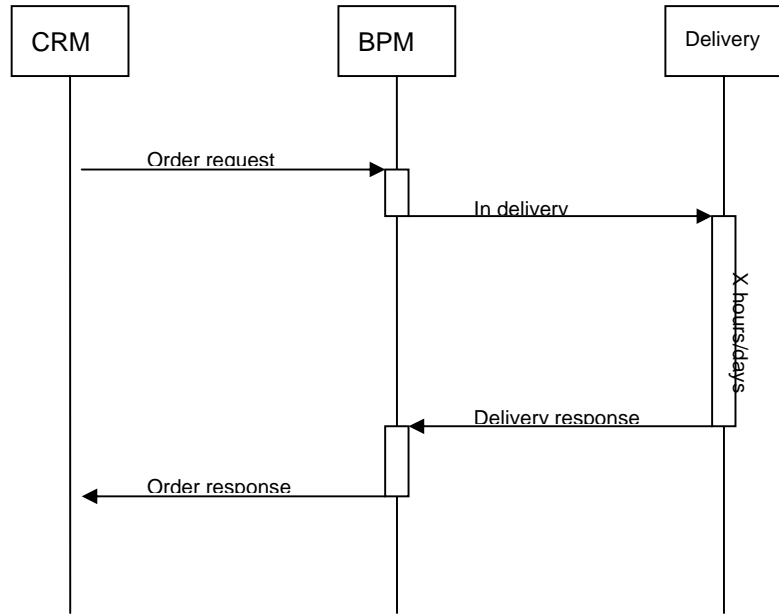 CRM
BPM
Delivery
Order request
In delivery
X hours/days
Delivery response
Order response